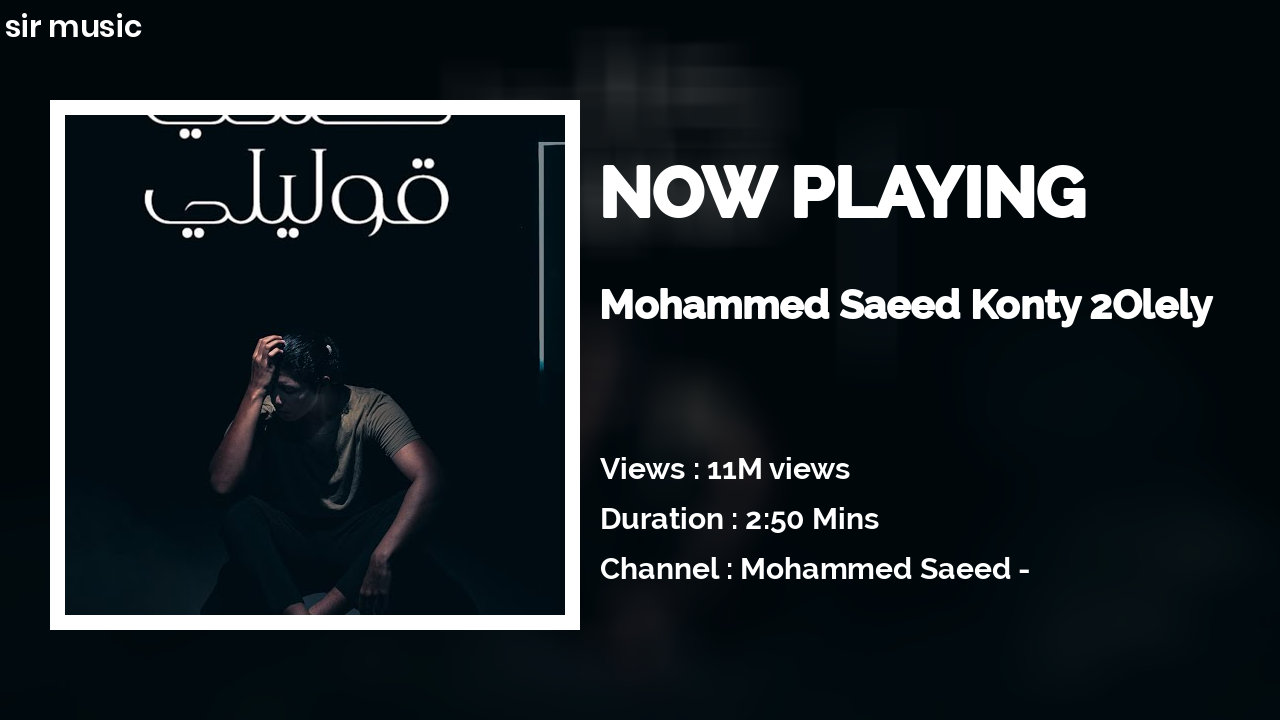 sir music
قوليلي
NOW PLAYING
Mohammed Saeed Konty 2Olely
Views : 11M views
Duration : 2:50 Mins
Channel : Mohammed Saeed -